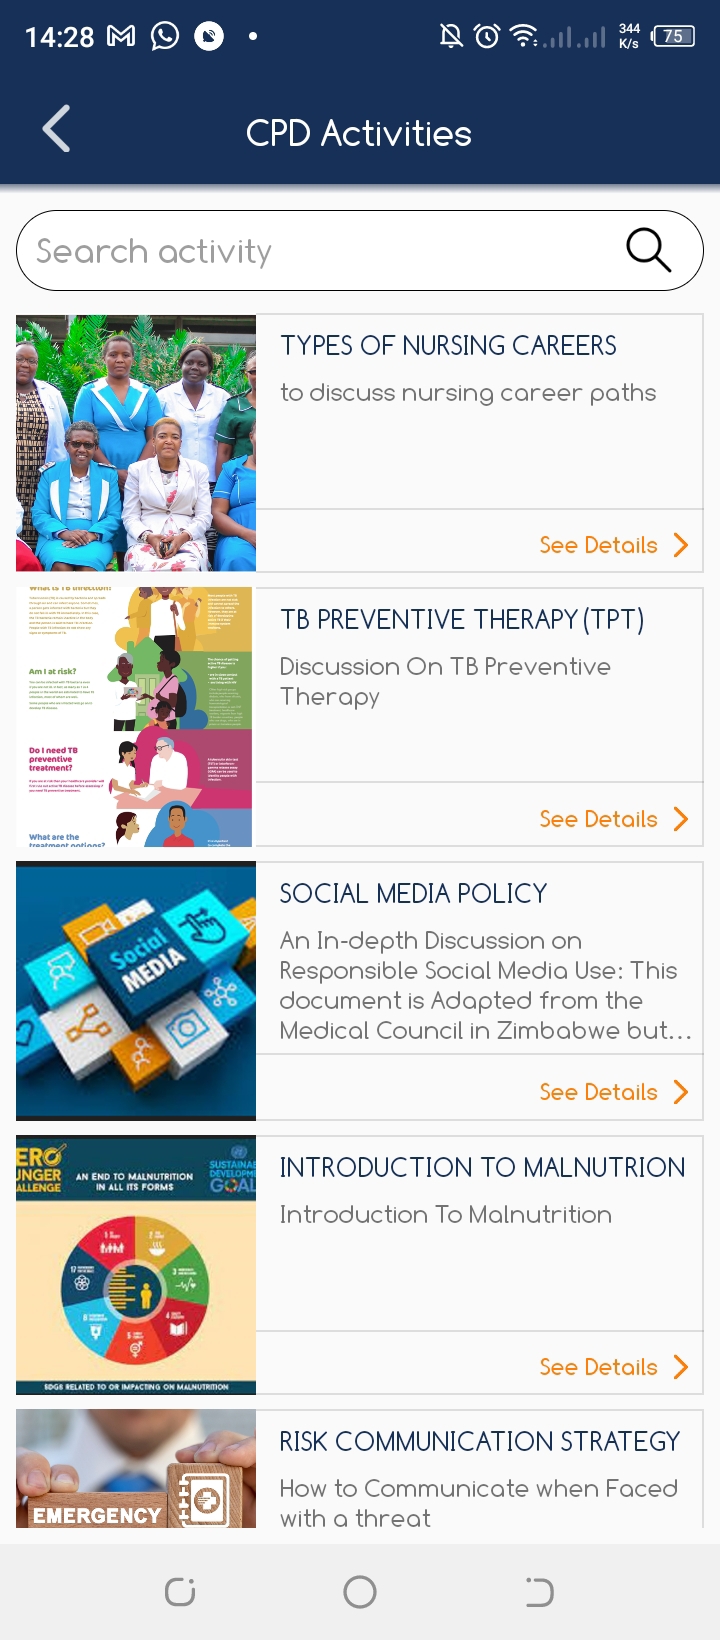 14:28
344
K/s
75
CPD Activities
Search activity
TYPES OF NURSING CAREERS
to discuss nursing career paths
See Details
What is TB infection?
Am I at risk?
Do I need TB
preventive
treatment?
What are the
treatment options?
TB PREVENTIVE THERAPY (TPT)
Discussion On TB Preventive
Therapy
See Details
Social
MEDIA
SOCIAL MEDIA POLICY
An In-depth Discussion on
Responsible Social Media Use: This
document is Adapted from the
Medical Council in Zimbabwe but...
See Details
ERO
UNGER
ALLENGE
AN END TO MALNUTRITION
IN ALL ITS FORMS
SUSTAINA
DEVELOPME
GOAL
SDGS RELATED TO OR IMPACTING ON MALNUTRITION
INTRODUCTION TO MALNUTRION
Introduction To Malnutrition
See Details
EMERGENCY
RISK COMMUNICATION STRATEGY
How to Communicate when Faced
with a threat